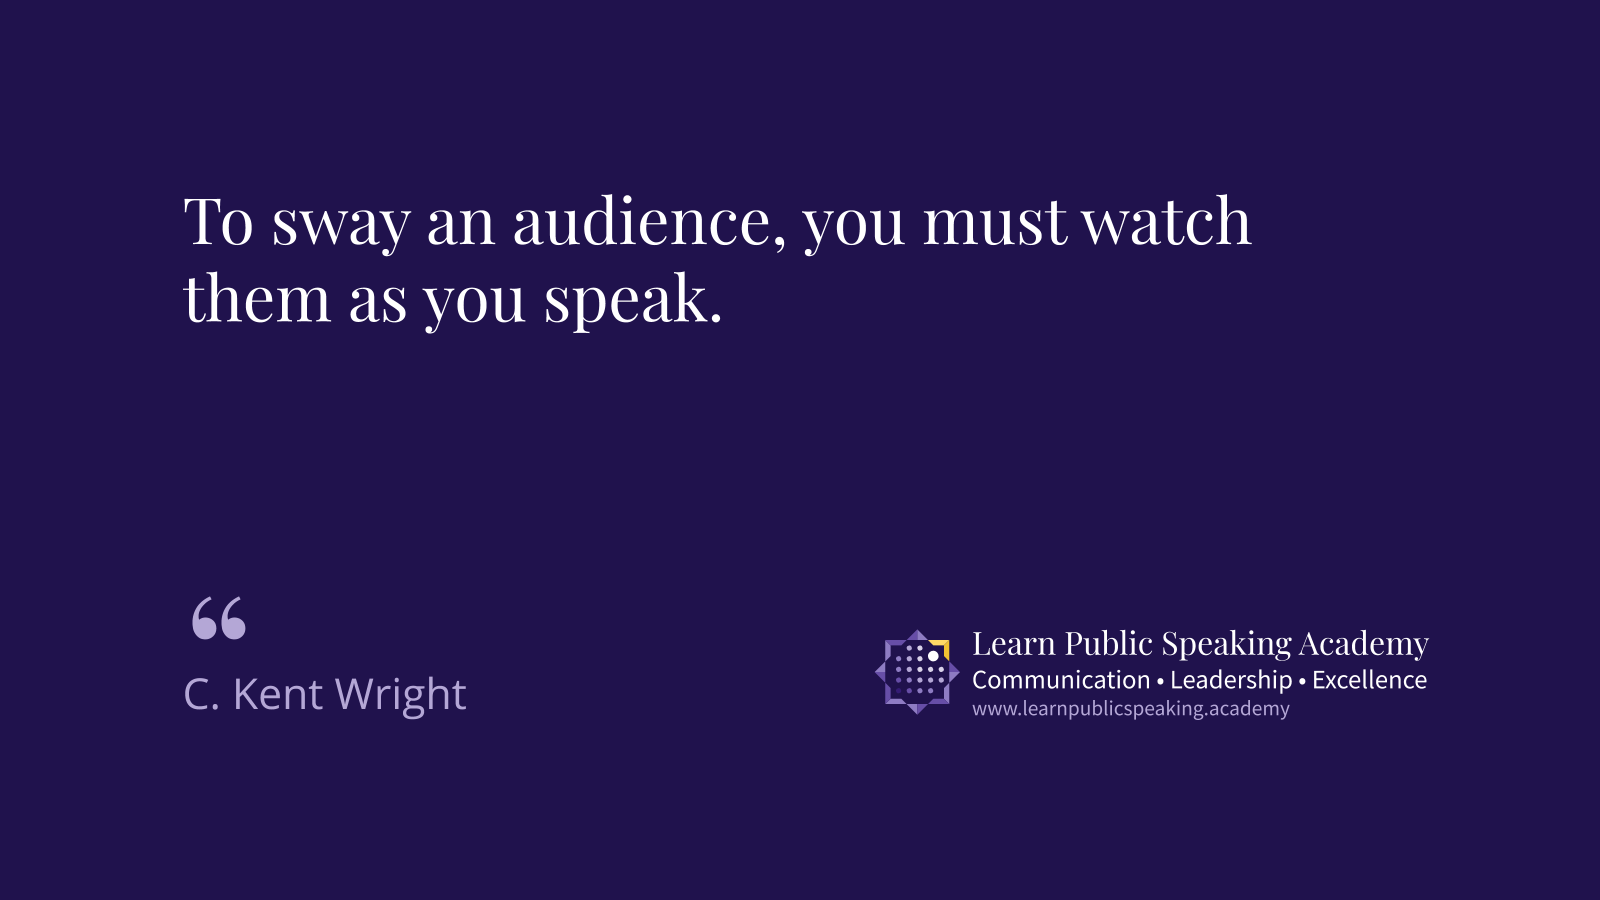 To sway an audience, you must watch
them as you speak.
“
C. Kent Wright
Learn Public Speaking Academy
Communication • Leadership • Excellence
www.learnpublicspeaking.academy